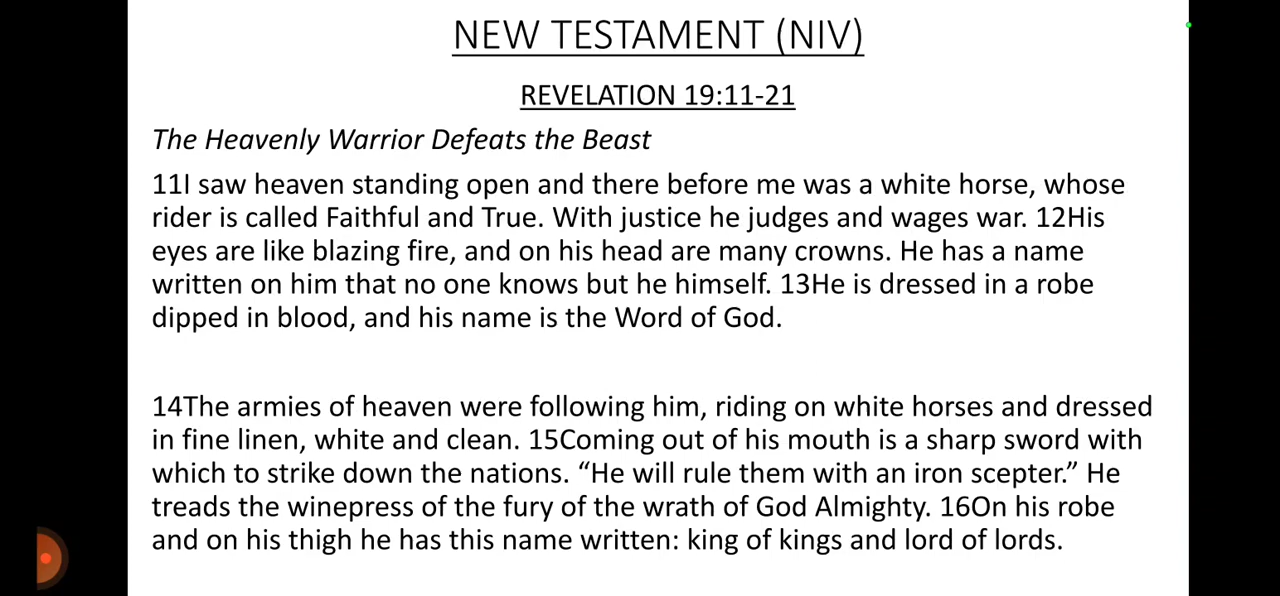 NEW TESTAMENT (NIV)
REVELATION 19:11-21
The Heavenly Warrior Defeats the Beast
11I saw heaven standing open and there before me was a white horse, whose
rider is called Faithful and True. With justice he judges and wages war. 12His
eyes are like blazing fire, and on his head are many crowns. He has a name
written on him that no one knows but he himself. 13He is dressed in a robe
dipped in blood, and his name is the Word of God.
14The armies of heaven were following him, riding on white horses and dressed
in fine linen, white and clean. 15Coming out of his mouth is a sharp sword with
which to strike down the nations. “He will rule them with an iron scepter.” He
treads the winepress of the fury of the wrath of God Almighty. 16On his robe
and on his thigh he has this name written: king of kings and lord of lords.